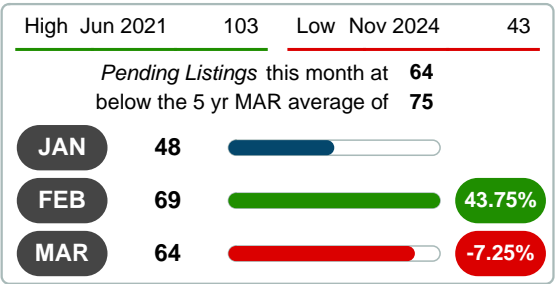 High Jun 2021 103 Low Nov 2024 43
Pending Listings this month at 64
below the 5 yr MAR average of 75
JAN 48
FEB 69 43.75%
MAR 64 -7.25%